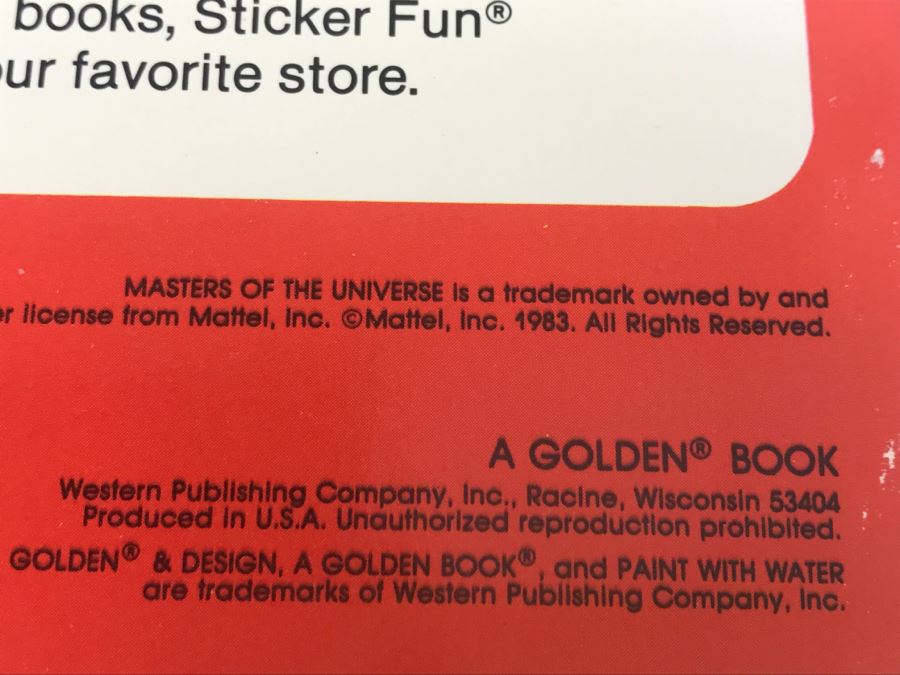 books, Sticker Fun®
our favorite store.
MASTERS OF THE UNIVERSE is a trademark owned by and
er license from Mattel, Inc. ©Mattel, Inc. 1983. All Rights Reserved.
A GOLDEN® BOOK
Western Publishing Company, Inc., Racine, Wisconsin 53404
Produced in U.S.A. Unauthorized reproduction prohibited.
GOLDEN® & DESIGN, A GOLDEN BOOK®, and PAINT WITH WATER
are trademarks of Western Publishing Company, Inc.